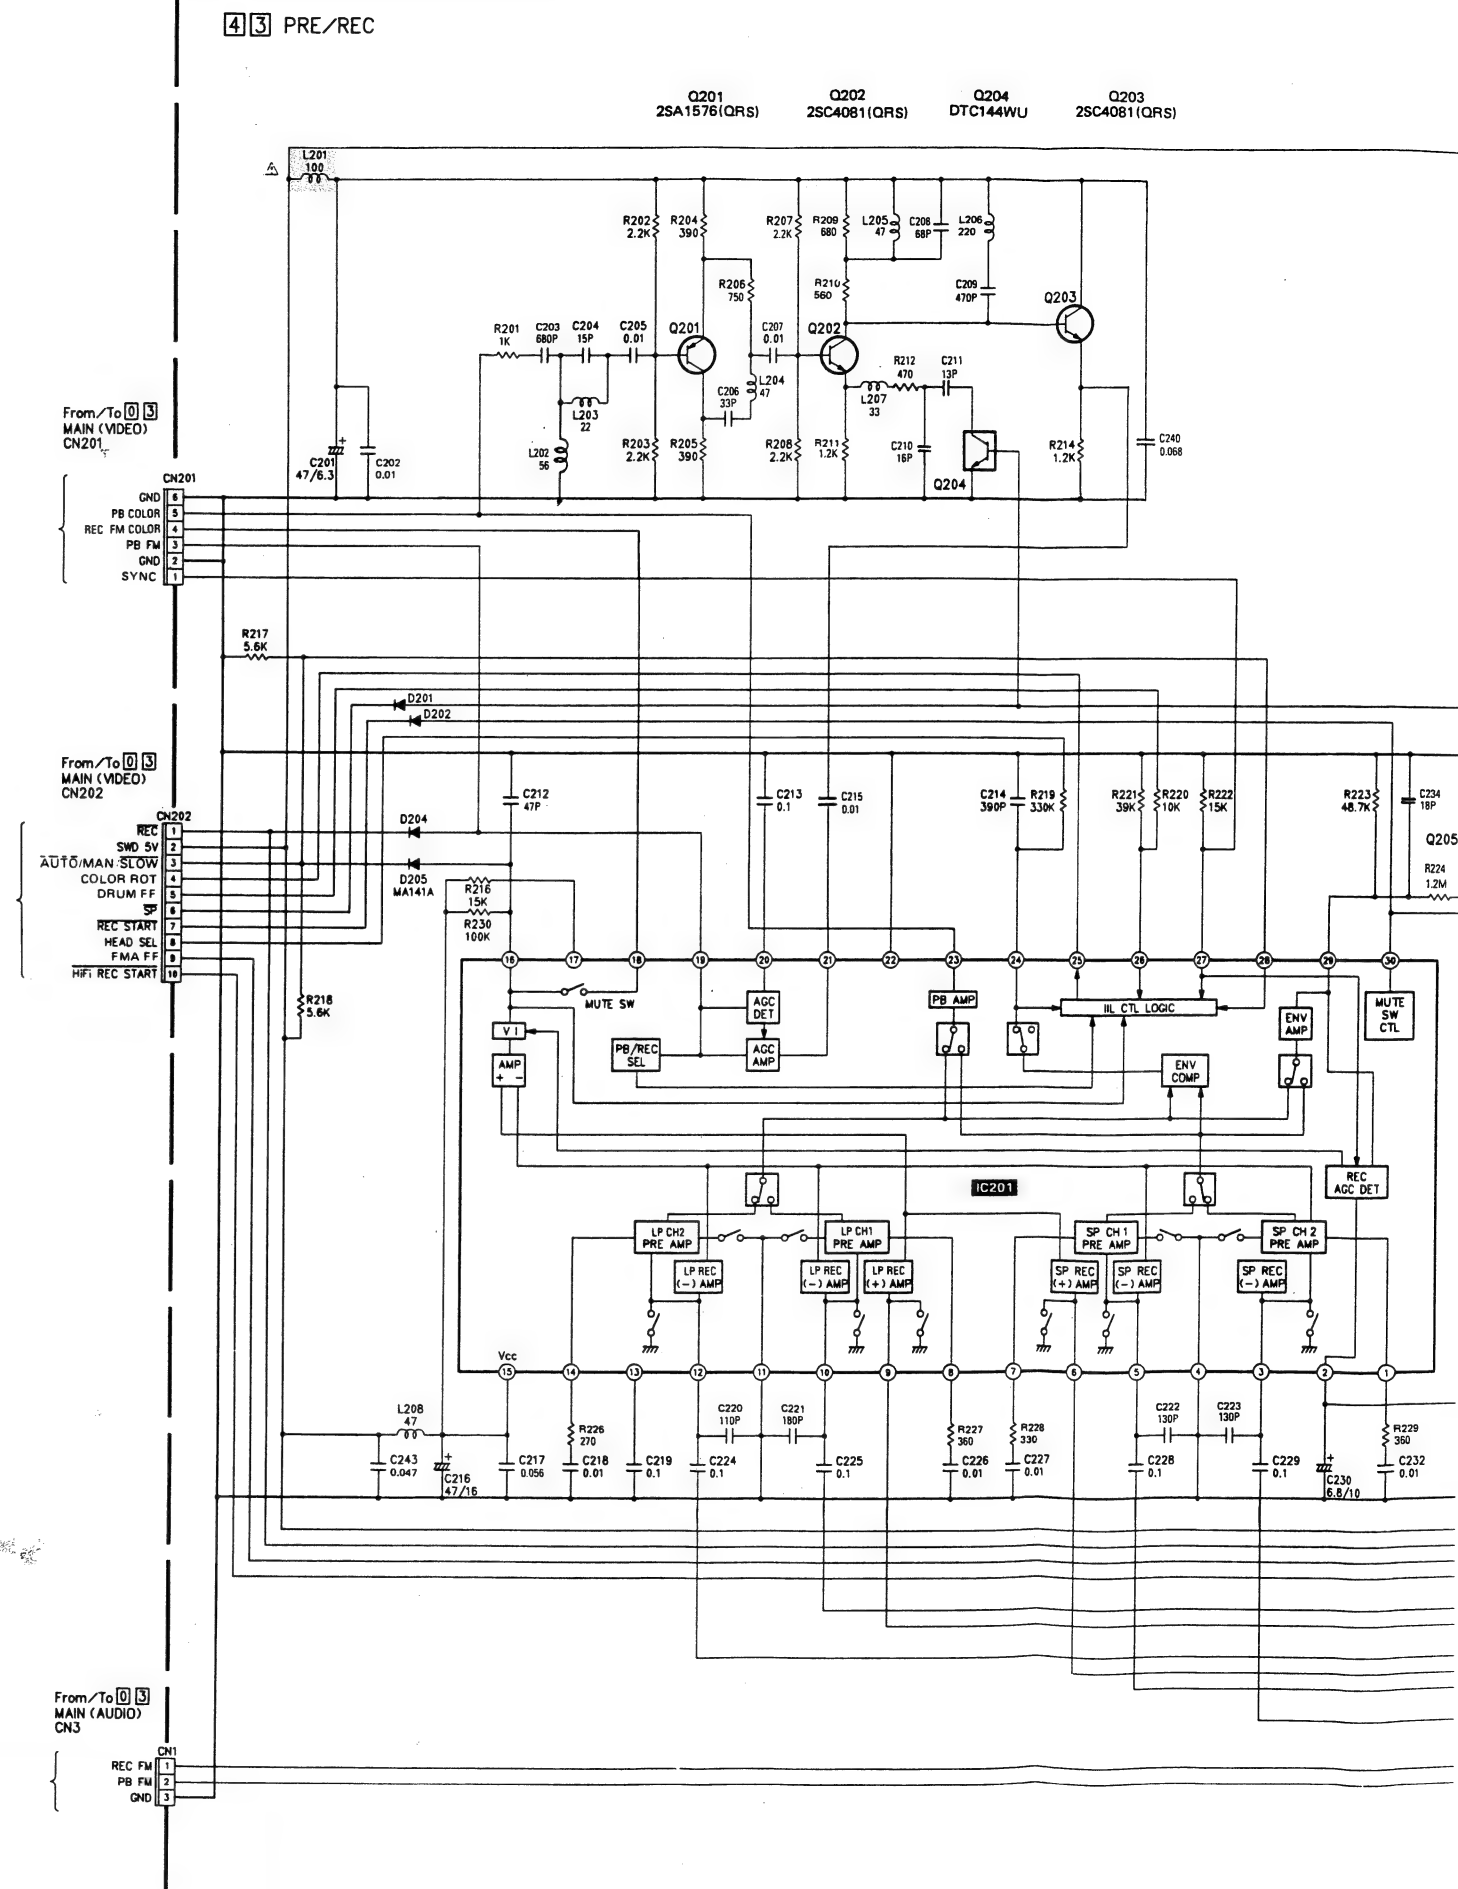 4 3 PRE/REC
Q201
2SA1576(QRS)
Q202
2SC4081(QRS)
Q204
DTC144WU
Q203
2SC4081(QRS)
L201
100
R202
2.2K
R204
390
R207
2.2K
R209
680
L205
47
C208
68P
L206
220
R206
750
R210
560
C209
470P
Q203
R201
1K
C203
680P
C204
15P
C205
0.01
Q201
C207
0.01
Q202
R212
470
C211
13P
L203
22
C206
33P
L204
47
L207
33
From/To 0 3
MAIN (VIDEO)
CN201
C201
47/6.3
+
C202
0.01
L202
56
R203
2.2K
R205
390
R208
2.2K
R211
1.2K
C210
16P
Q204
R214
1.2K
C240
0.068
CN201
GND 6
PB COLOR 5
REC FM COLOR 4
PB FM 3
GND 2
SYNC 1
R217
5.6K
D201
D202
From/To 0 3
MAIN (VIDEO)
CN202
C212
47P
C213
0.1
C215
0.01
C214
390P
R219
330K
R221
39K
R220
10K
R222
15K
R223
48.7K
C234
18P
Q205
R224
1.2M
CN202
REC 1
SWD 5V 2
AUTO/MAN SLOW 3
COLOR ROT 4
DRUM FF 5
SP 6
REC START 7
HEAD SEL 8
FMA FF 9
HiFi REC START 10
D204
D205
MA141A
R216
15K
R230
100K
R218
5.6K
16 17 18 19 20 21 22 23 24 25 26 27 28 29 30
MUTE SW
V I
AMP
+ -
PB/REC
SEL
AGC
DET
AGC
AMP
PB AMP
IIL CTL LOGIC
ENV
COMP
ENV
AMP
MUTE
SW
CTL
IC201
REC
AGC DET
LP CH2
PRE AMP
LP CH1
PRE AMP
SP CH 1
PRE AMP
SP CH 2
PRE AMP
LP REC
(-) AMP
LP REC
(-) AMP
LP REC
(+) AMP
SP REC
(+) AMP
SP REC
(-) AMP
SP REC
(-) AMP
Vcc
15 14 13 12 11 10 9 8 7 6 5 4 3 2 1
L208
47
C243
0.047
+
C216
47/16
C217
0.056
R226
270
C218
0.01
C219
0.1
C220
110P
C224
0.1
C221
180P
C225
0.1
R227
360
C226
0.01
R228
330
C227
0.01
C222
130P
C228
0.1
C223
130P
C229
0.1
+
C230
6.8/10
R229
360
C232
0.01
From/To 0 3
MAIN (AUDIO)
CN3
CN1
REC FM 1
PB FM 2
GND 3